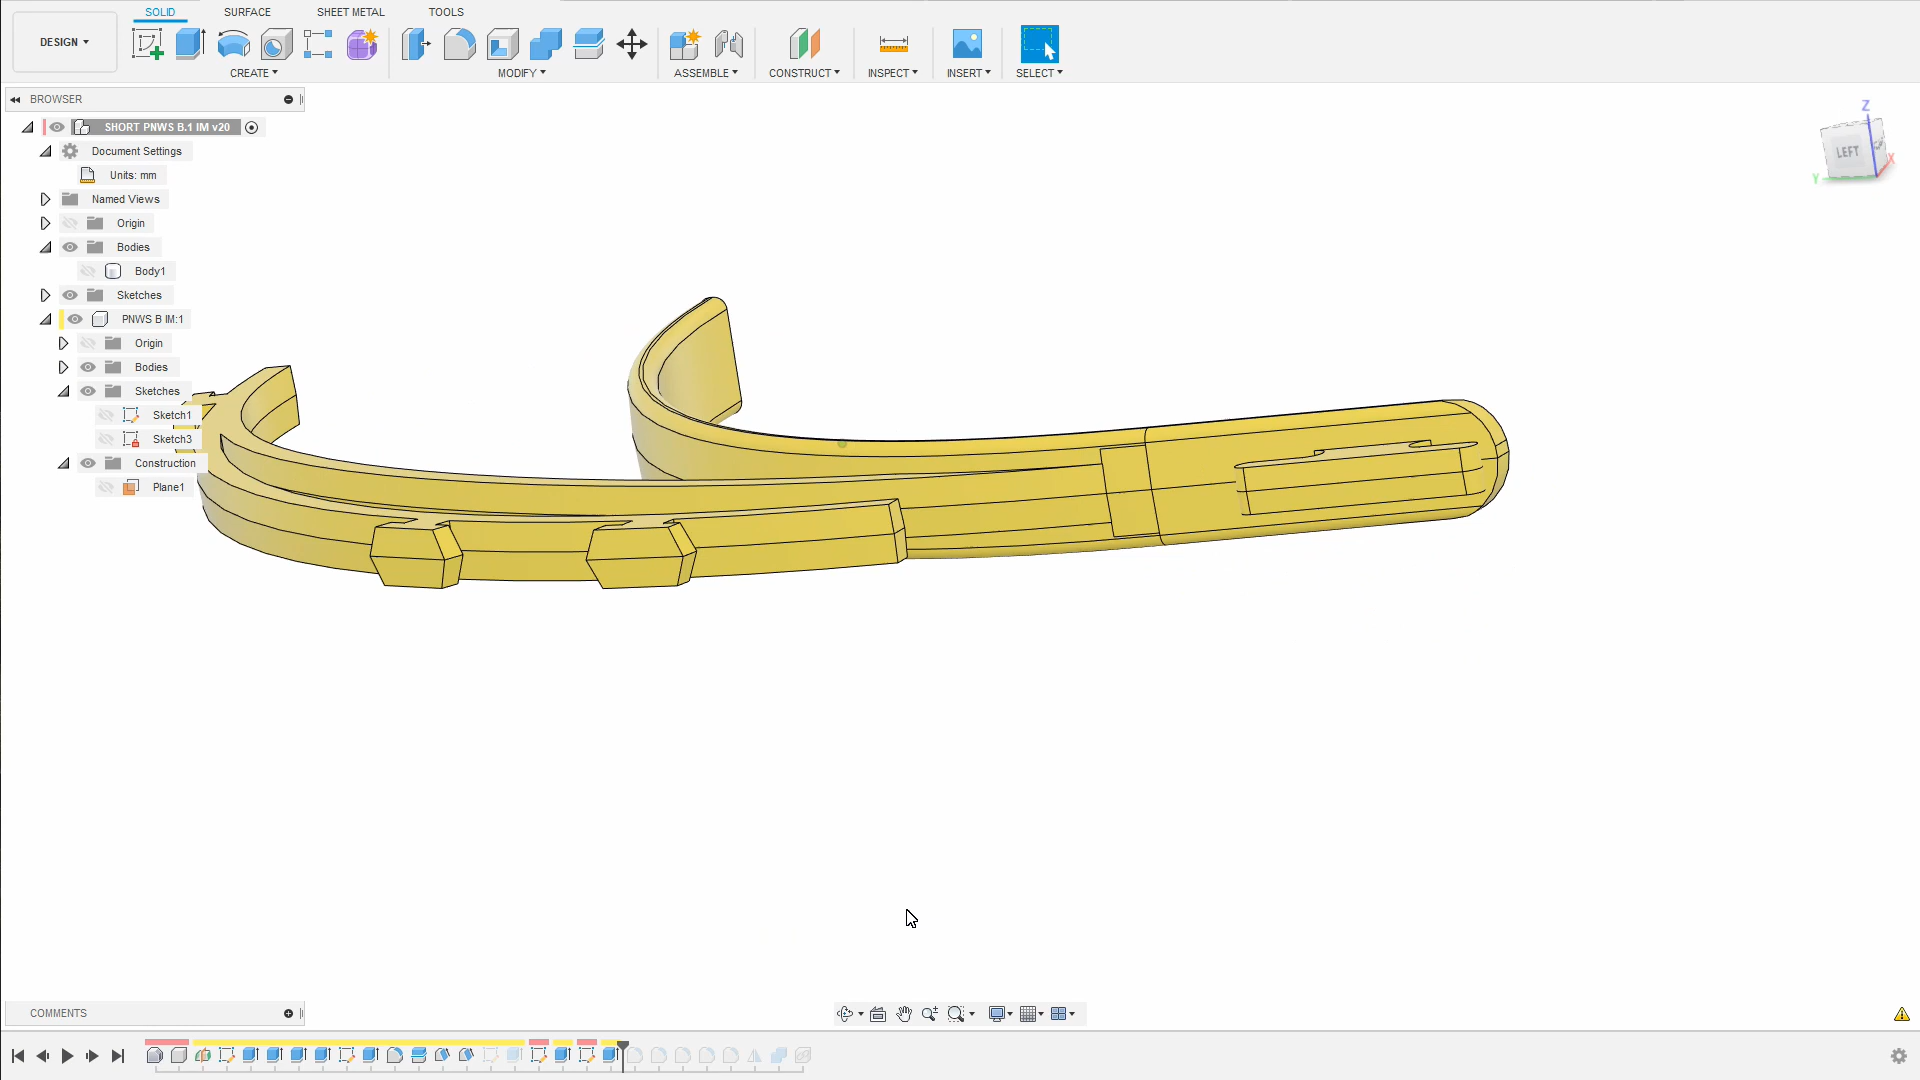 SOLID SURFACE SHEET METAL TOOLS
DESIGN
CREATE MODIFY ASSEMBLE CONSTRUCT INSPECT INSERT SELECT
BROWSER
SHORT PNWS B.1 IM v20
Document Settings
Units: mm
Named Views
Origin
Bodies
Body1
Sketches
PNWS B IM:1
Origin
Bodies
Sketches
Sketch1
Sketch3
Construction
Plane1
Z
LEFT
X
Y
COMMENTS